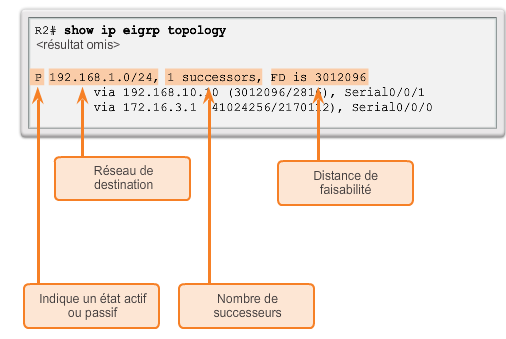 R2# show ip eigrp topology
<résultat omis>
P 192.168.1.0/24, 1 successors, FD is 3012096
via 192.168.10.10 (3012096/2816), Serial0/0/1
via 172.16.3.1 (41024256/2170112), Serial0/0/0
Réseau de
destination
Distance de
faisabilité
Indique un état actif
ou passif
Nombre de
successeurs